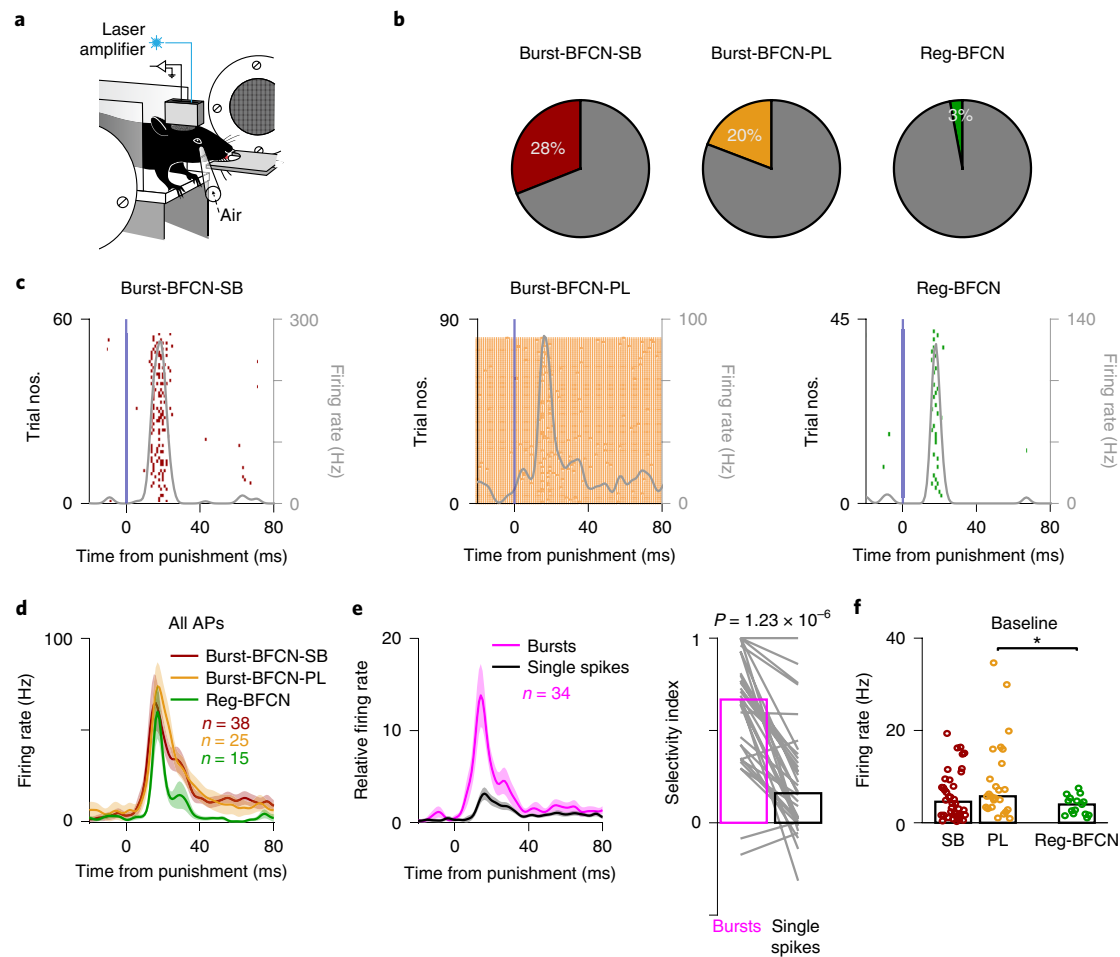 a
Laser
amplifier
Air
b
Burst-BFCN-SB
Burst-BFCN-PL
Reg-BFCN
28%
20%
3%
c
Burst-BFCN-SB
60
300
Trial nos.
Firing rate (Hz)
0
0
0
40
80
Time from punishment (ms)
Burst-BFCN-PL
90
100
Trial nos.
Firing rate (Hz)
0
0
0
40
80
Time from punishment (ms)
Reg-BFCN
45
140
Trial nos.
Firing rate (Hz)
0
0
0
40
80
Time from punishment (ms)
d
All APs
100
Firing rate (Hz)
Burst-BFCN-SB
Burst-BFCN-PL
Reg-BFCN
n = 38
n = 25
n = 15
0
0
40
80
Time from punishment (ms)
e
20
Relative firing rate
Bursts
Single spikes
n = 34
10
0
0
40
80
Time from punishment (ms)
P = 1.23 × 10⁻⁶
1
Selectivity index
0
Bursts
Single
spikes
f
Baseline
*
40
Firing rate (Hz)
20
0
SB
PL
Reg-BFCN